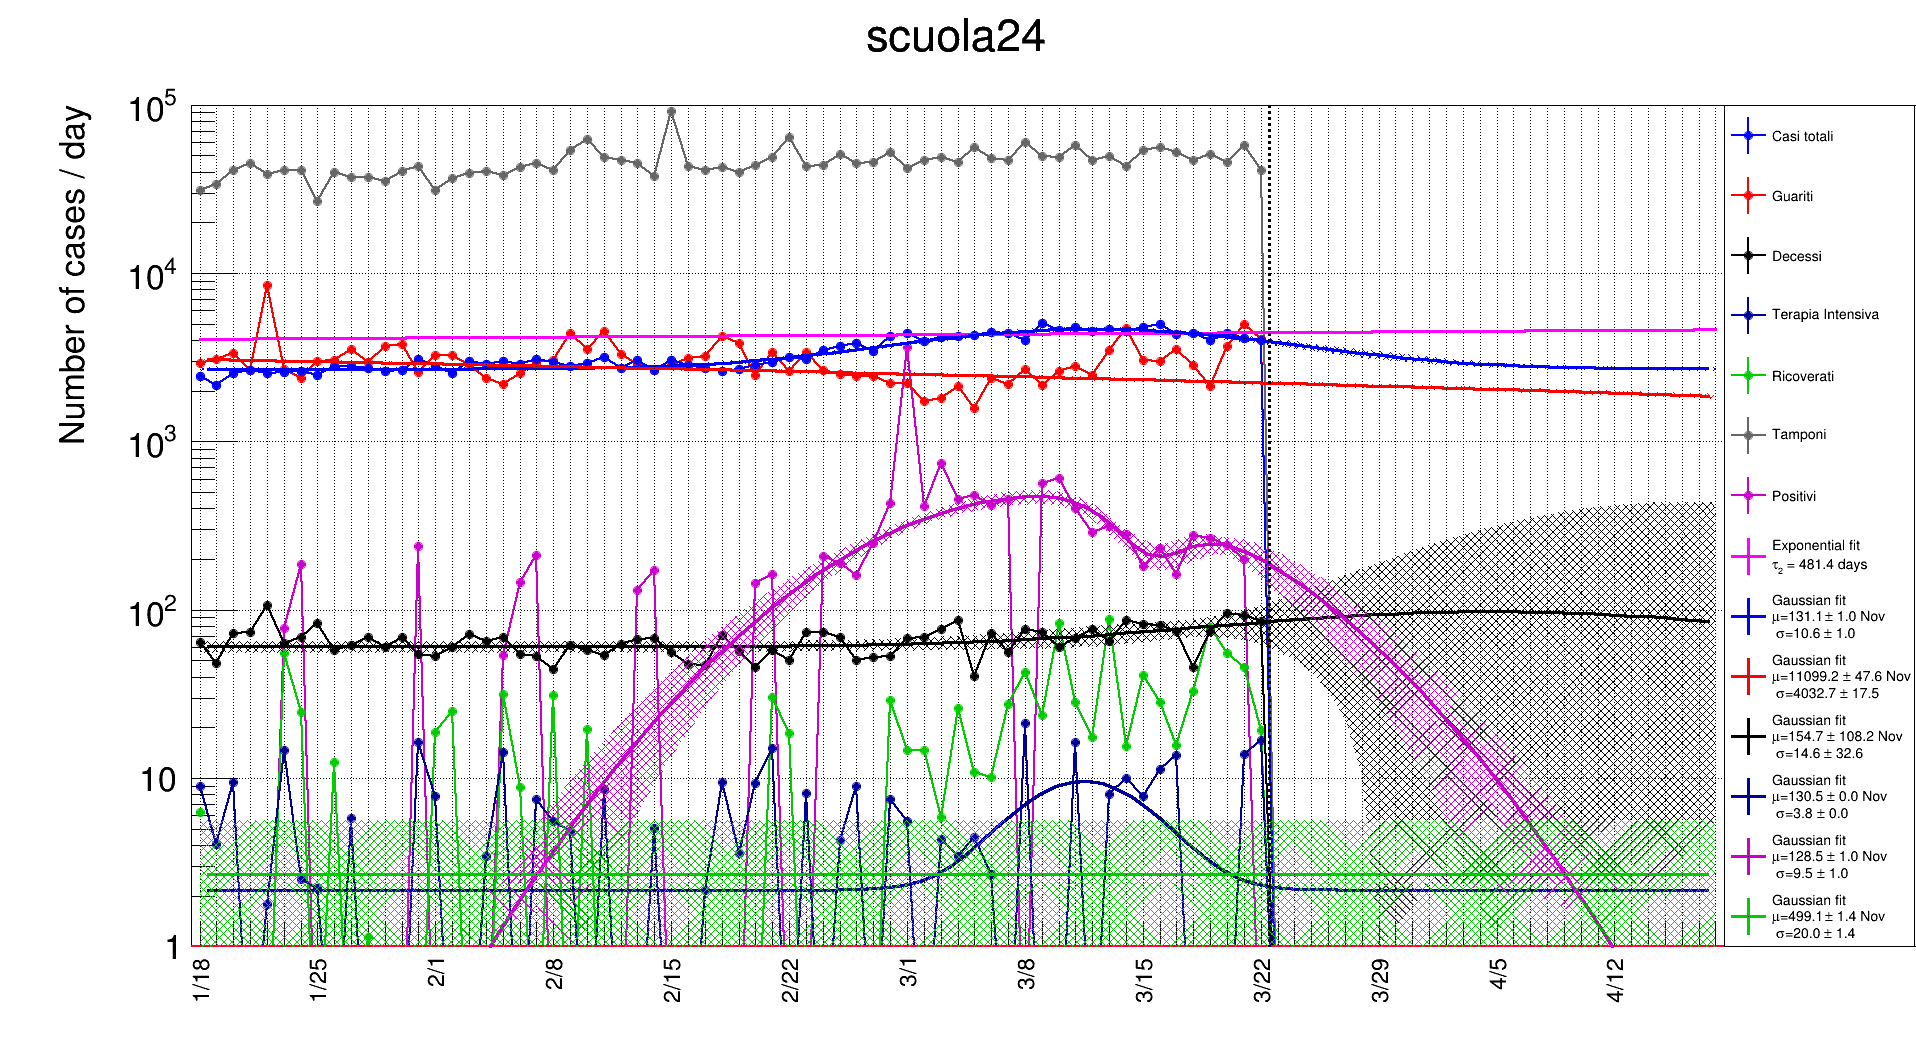 scuola24
Number of cases / day
10^5
10^4
10^3
10^2
10
1
1/18
1/25
2/1
2/8
2/15
2/22
3/1
3/8
3/15
3/22
3/29
4/5
4/12
Casi totali
Guariti
Decessi
Terapia Intensiva
Ricoverati
Tamponi
Positivi
Exponential fit
τ₂ = 481.4 days
Gaussian fit
μ=131.1 ± 1.0 Nov
σ=10.6 ± 1.0
Gaussian fit
μ=11099.2 ± 47.6 Nov
σ=4032.7 ± 17.5
Gaussian fit
μ=154.7 ± 108.2 Nov
σ=14.6 ± 32.6
Gaussian fit
μ=130.5 ± 0.0 Nov
σ=3.8 ± 0.0
Gaussian fit
μ=128.5 ± 1.0 Nov
σ=9.5 ± 1.0
Gaussian fit
μ=499.1 ± 1.4 Nov
σ=20.0 ± 1.4